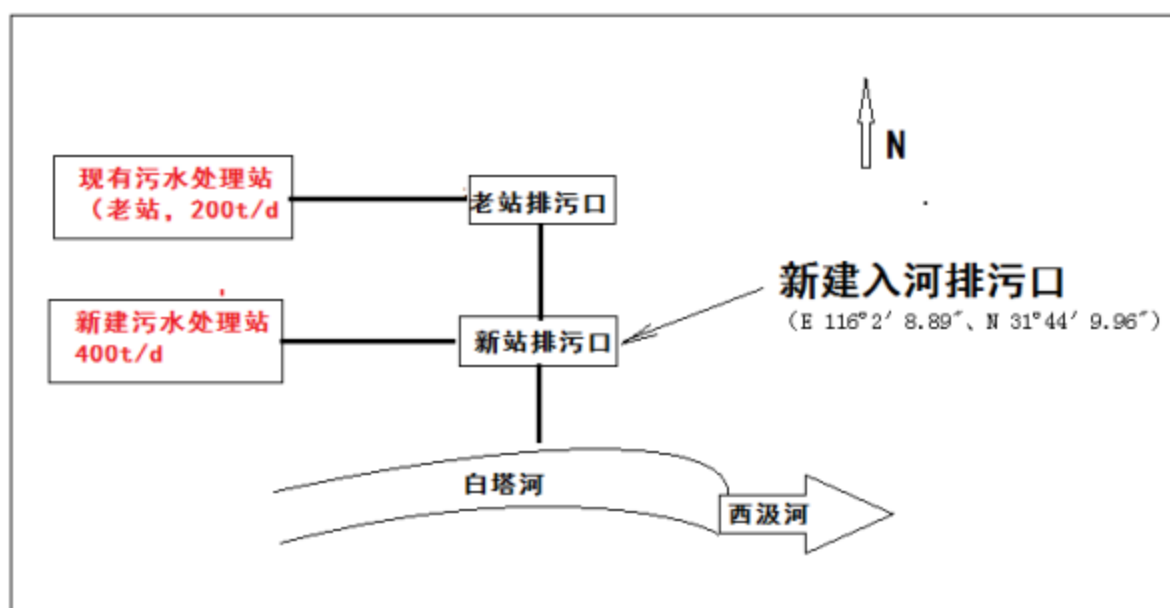 N
现有污水处理站
（老站，200t/d
老站排污口
新建入河排污口
（E 116°2′ 8.89″、N 31°44′ 9.96″）
新建污水处理站
400t/d
新站排污口
白塔河
西汲河